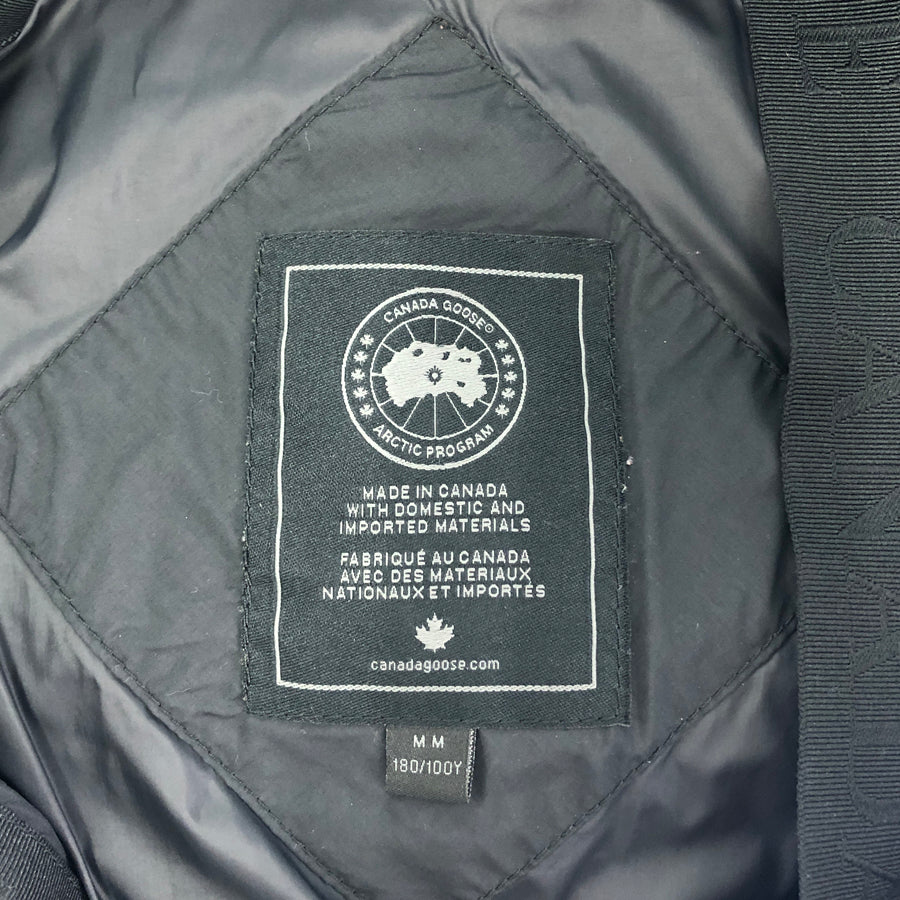 CANADA GOOSE®
ARCTIC PROGRAM
MADE IN CANADA
WITH DOMESTIC AND
IMPORTED MATERIALS
FABRIQUÉ AU CANADA
AVEC DES MATERIAUX
NATIONAUX ET IMPORTÉS
canadagoose.com
M M
180/100Y